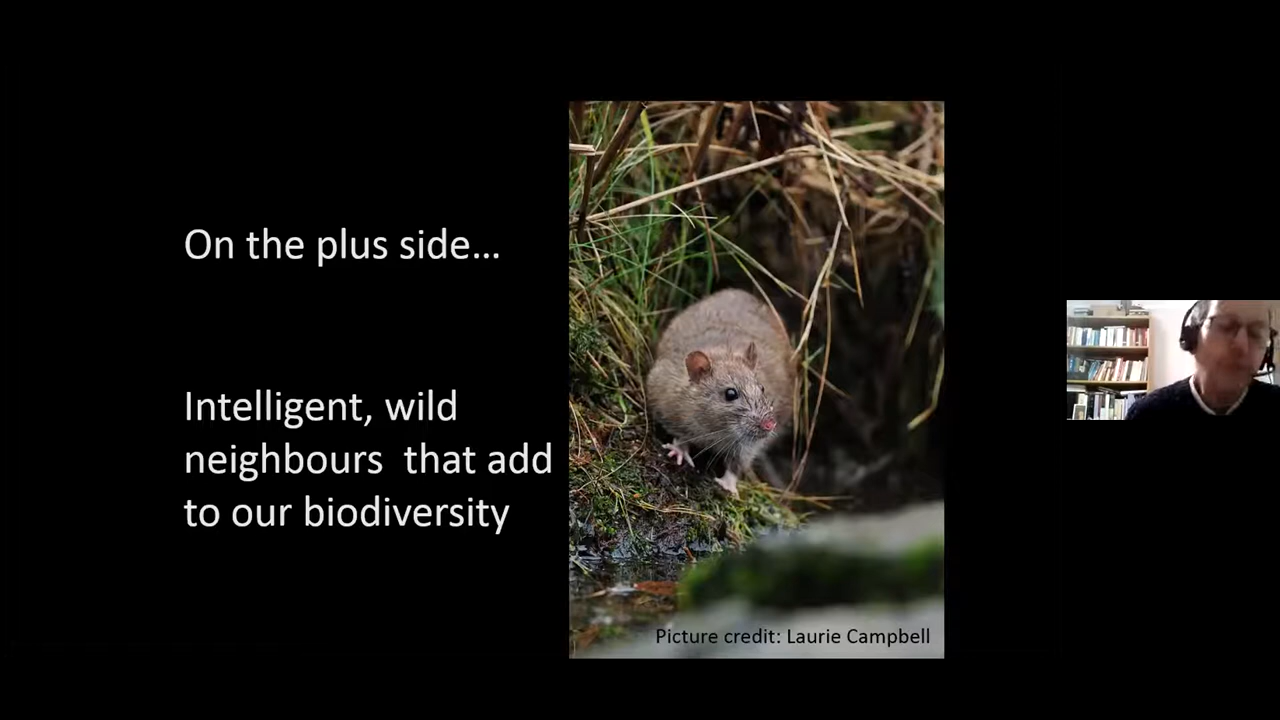 On the plus side…
Intelligent, wild
neighbours  that add
to our biodiversity
Picture credit: Laurie Campbell